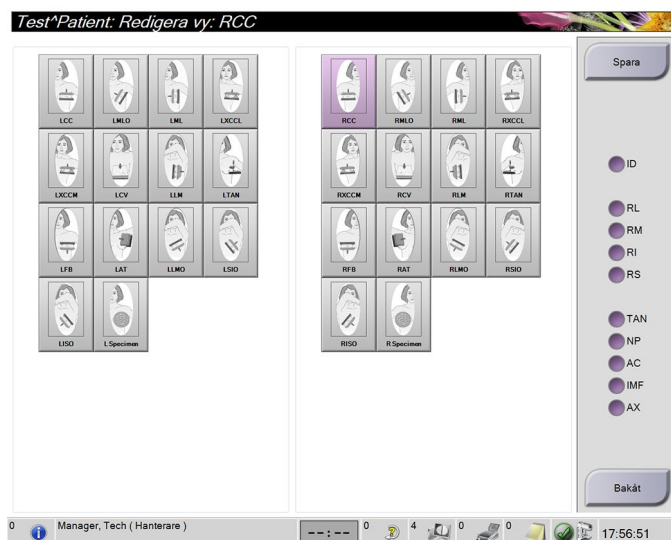 Test^Patient: Redigera vy: RCC
LCC LMLO LML LXCCL
LXCCM LCV LLM LTAN
LFB LAT LLMO LSIO
LISO L Specimen
RCC RMLO RML RXCCL
RXCCM RCV RLM RTAN
RFB RAT RLMO RSIO
RISO R Specimen
Spara
ID
RL
RM
RI
RS
TAN
NP
AC
IMF
AX
Bakåt
0 Manager, Tech ( Hanterare ) --:-- 0 4 0 0 17:56:51